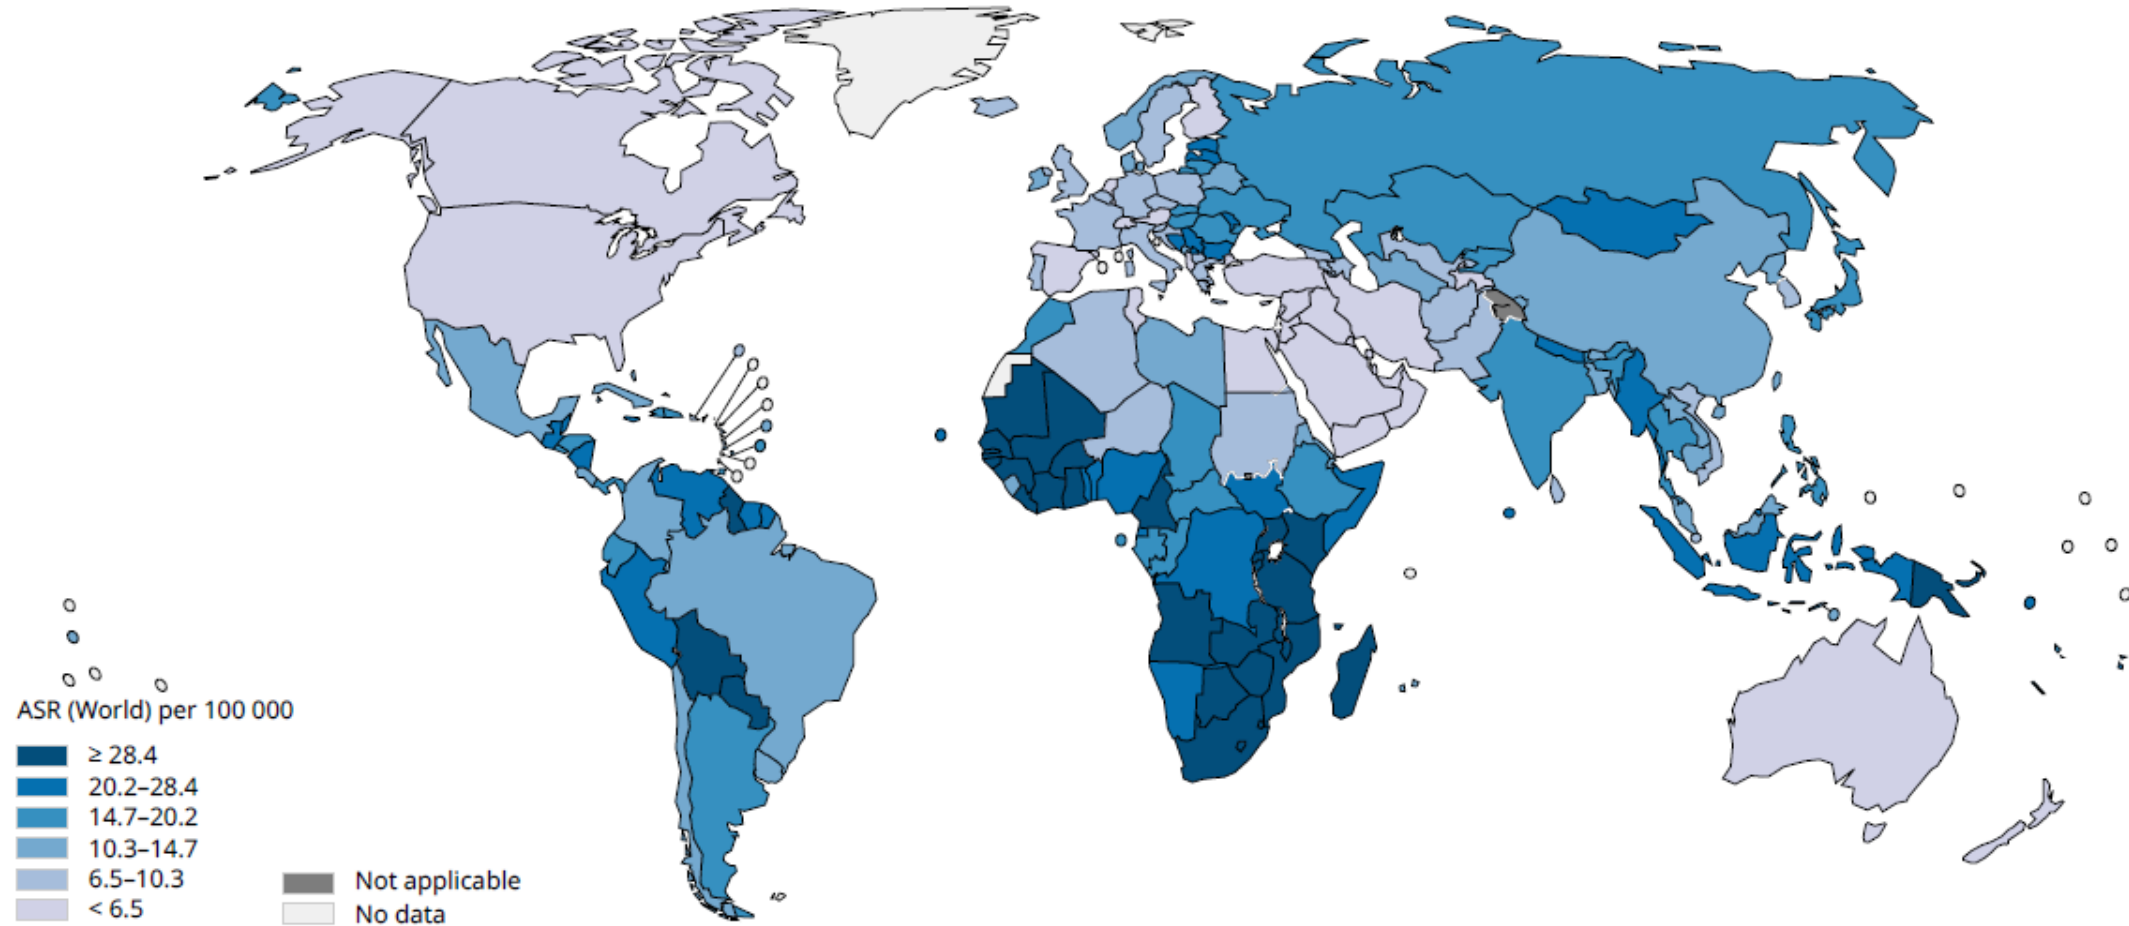 ASR (World) per 100 000
≥ 28.4
20.2–28.4
14.7–20.2
10.3–14.7
6.5–10.3
< 6.5
Not applicable
No data